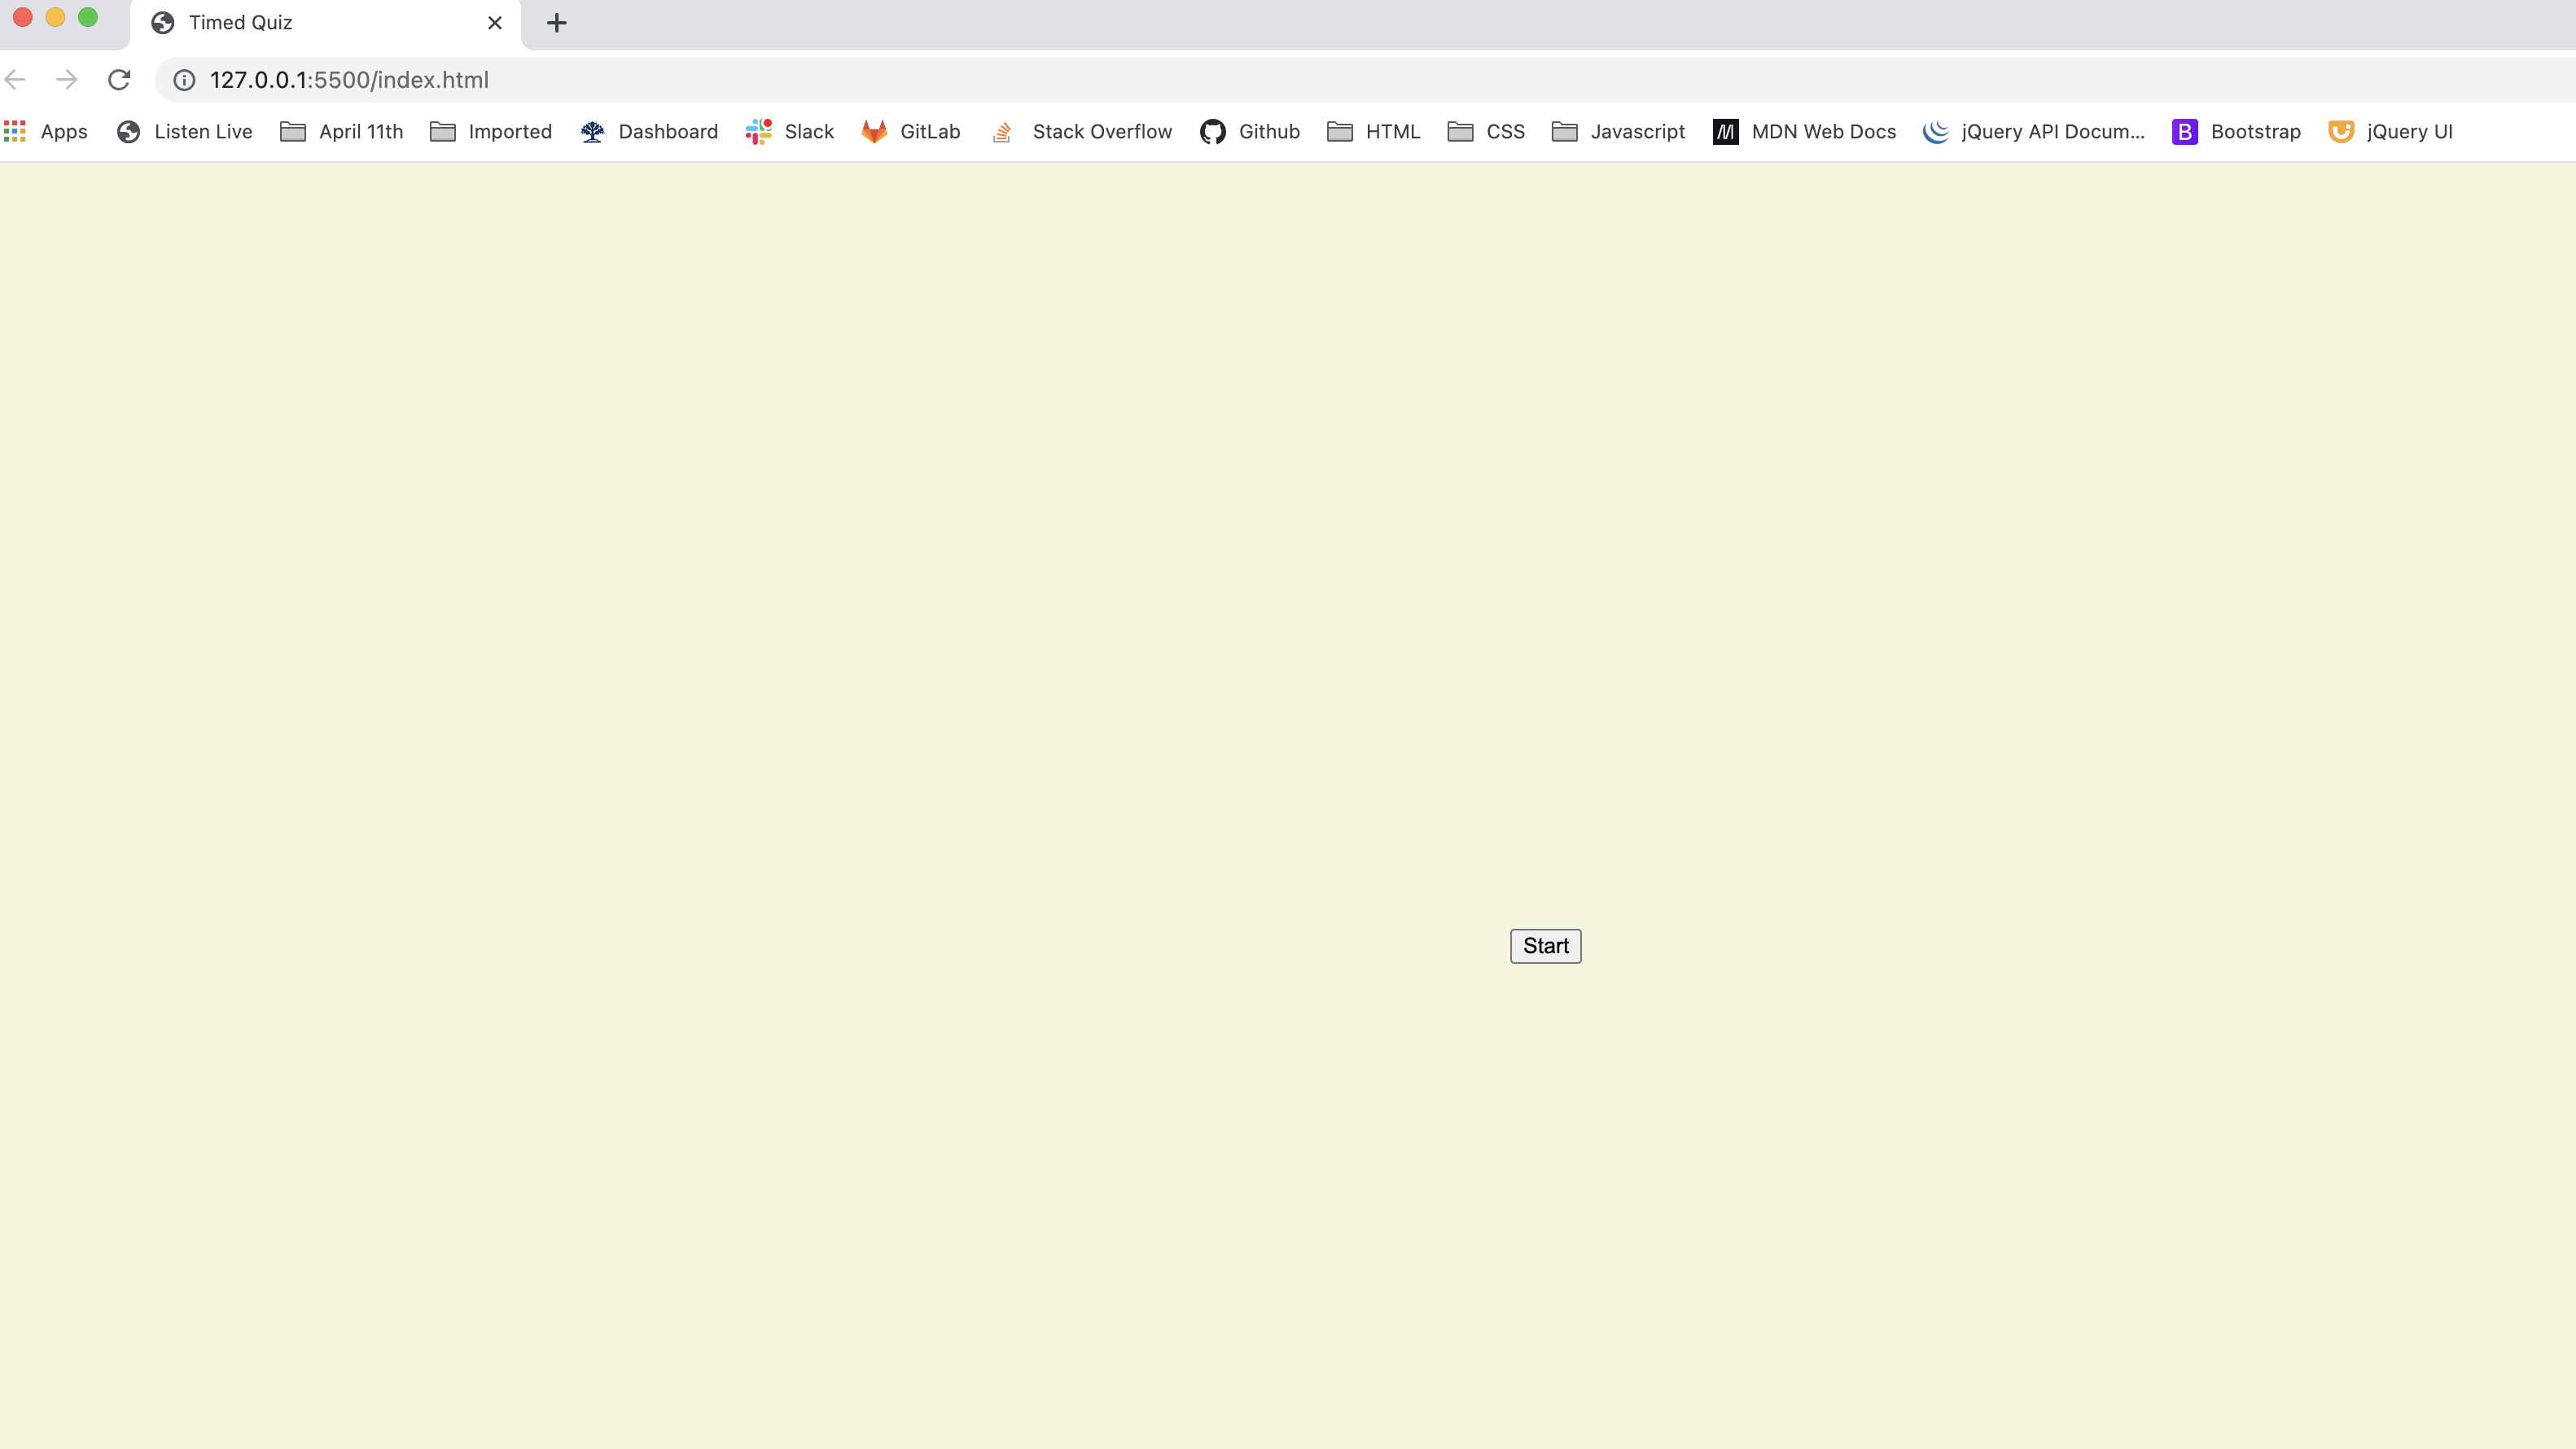 Timed Quiz
127.0.0.1:5500/index.html
Apps Listen Live April 11th Imported Dashboard Slack GitLab Stack Overflow Github HTML CSS Javascript MDN Web Docs jQuery API Docum... B Bootstrap jQuery UI
Start